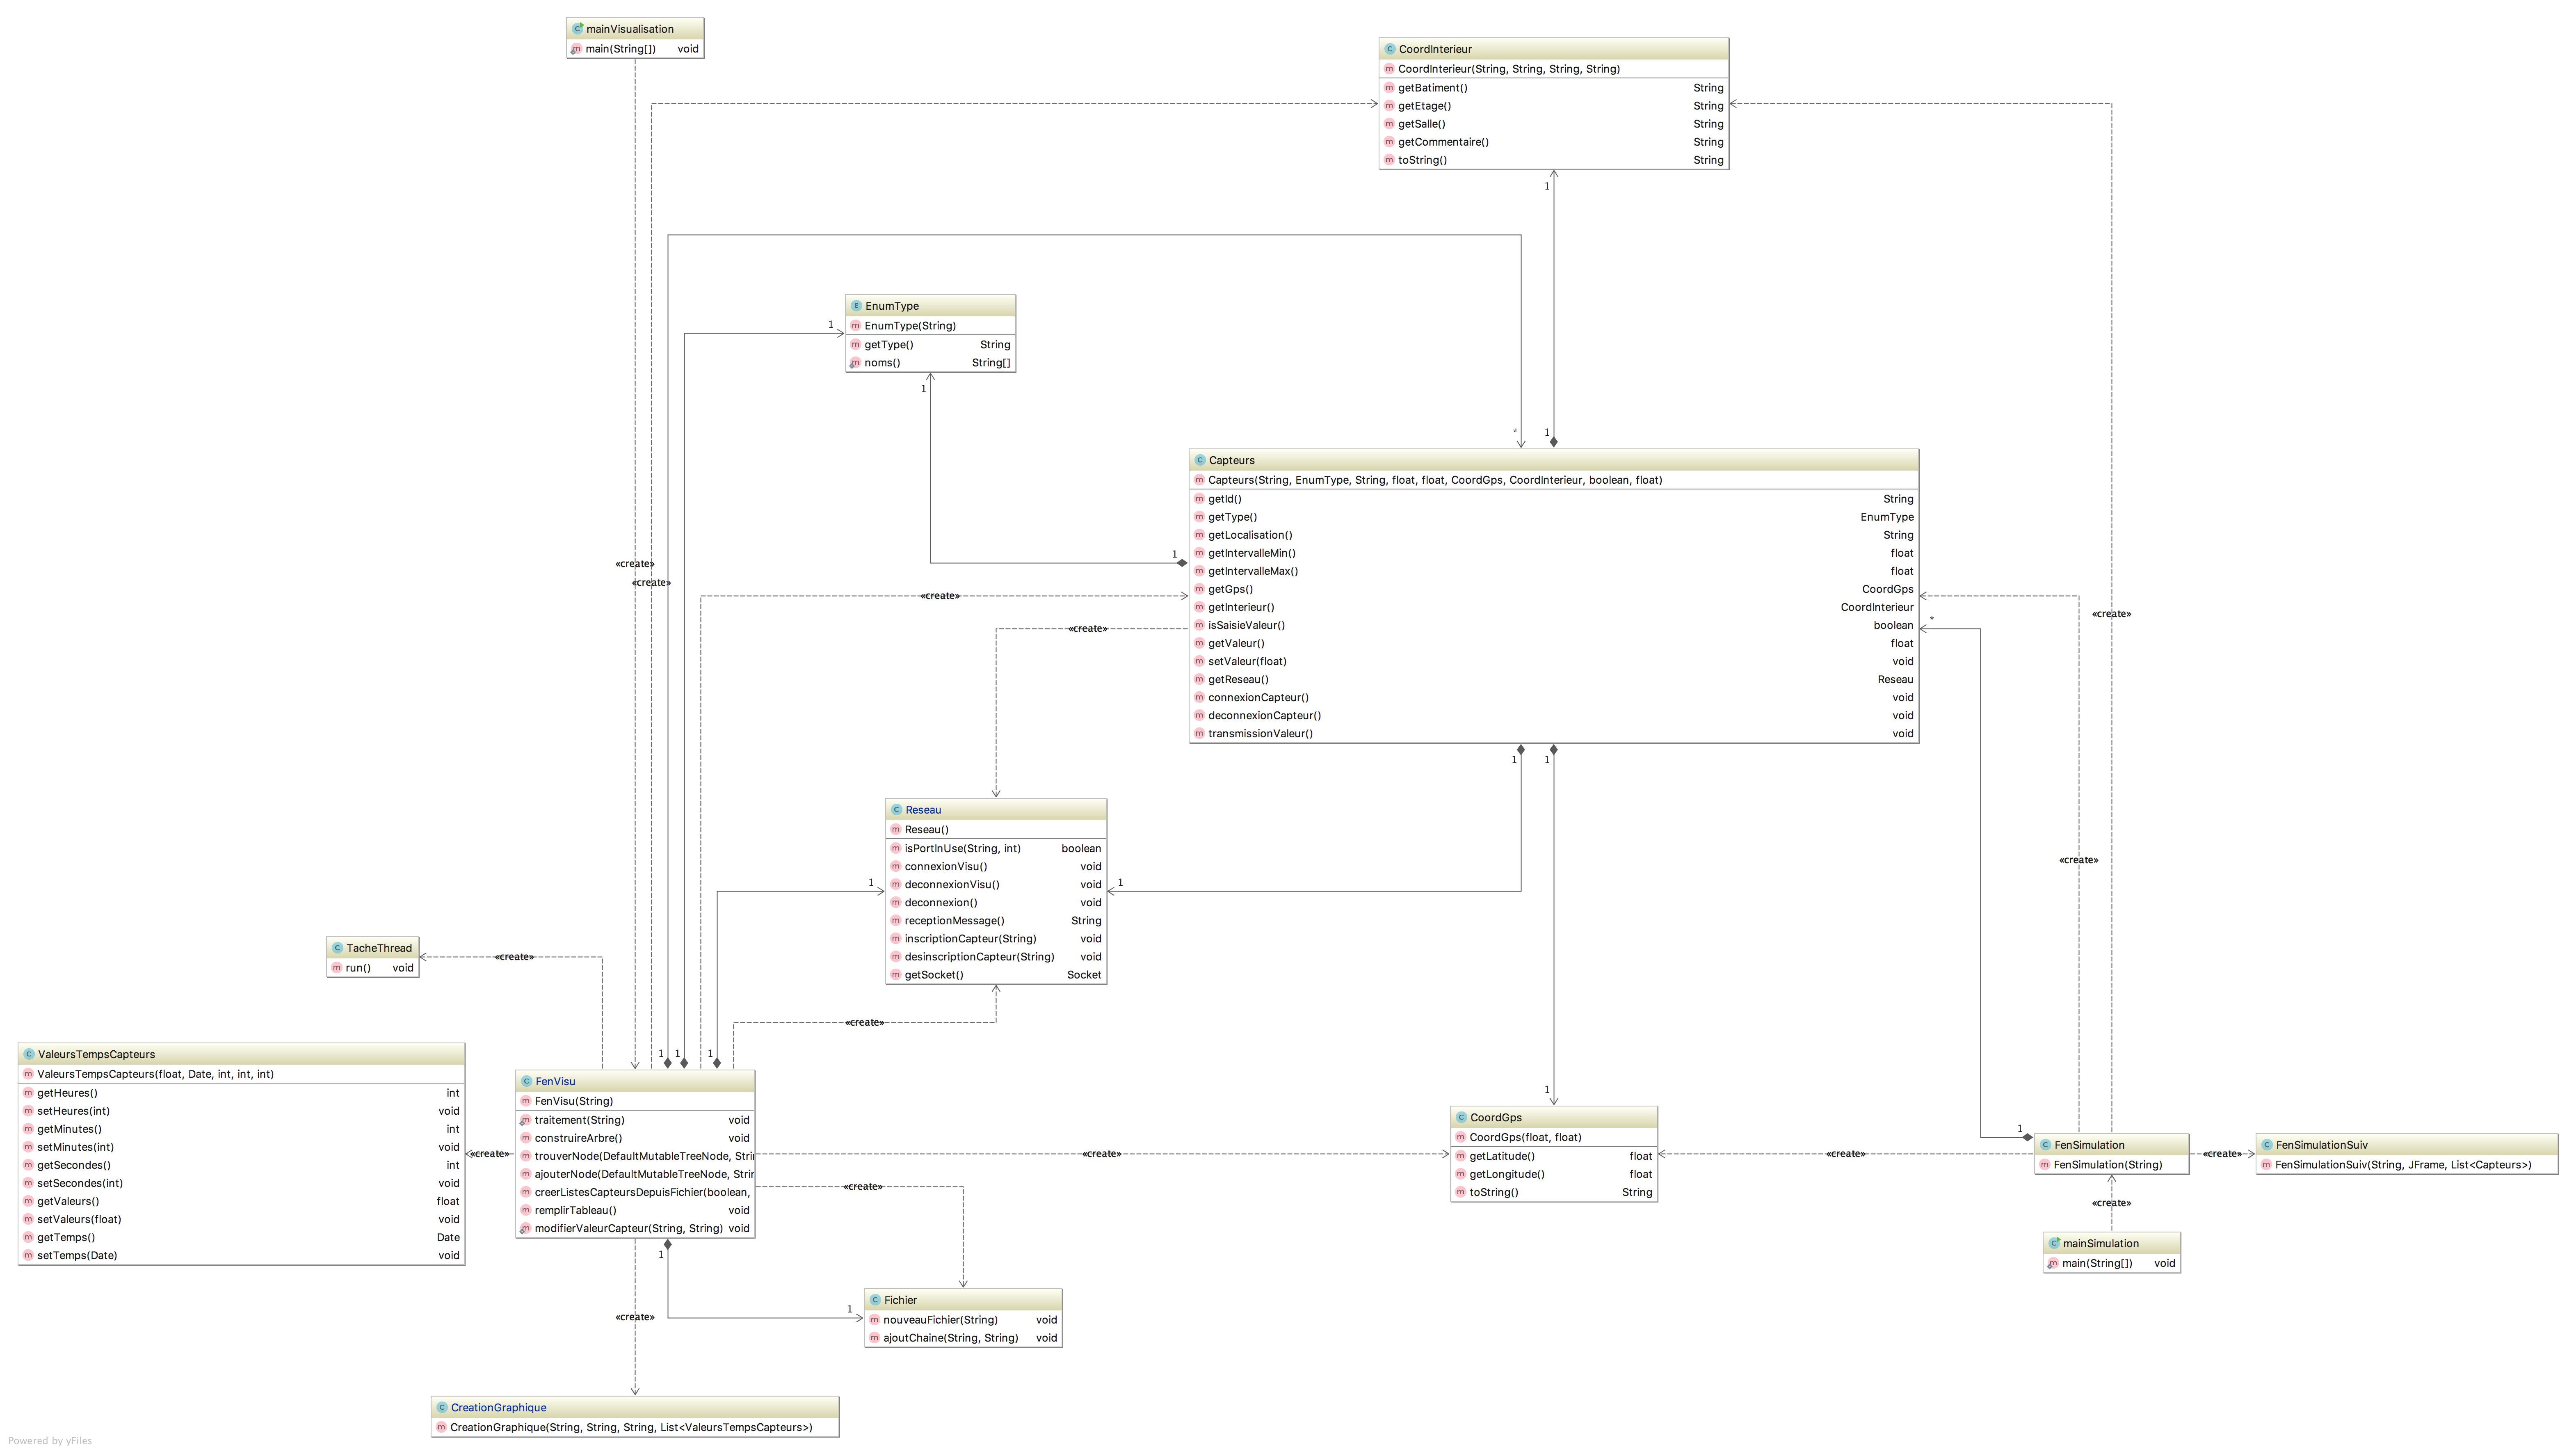 mainVisualisation
main(String[]) void
CoordInterieur
CoordInterieur(String, String, String, String)
getBatiment() String
getEtage() String
getSalle() String
getCommentaire() String
toString() String
1
EnumType
EnumType(String)
getType() String
noms() String[]
1
1
*
1
Capteurs
Capteurs(String, EnumType, String, float, float, CoordGps, CoordInterieur, boolean, float)
getId() String
getType() EnumType
getLocalisation() String
getIntervalleMin() float
getIntervalleMax() float
getGps() CoordGps
getInterieur() CoordInterieur
isSaisieValeur() boolean
getValeur() float
setValeur(float) void
getReseau() Reseau
connexionCapteur() void
deconnexionCapteur() void
transmissionValeur() void
1
«create»
«create»
«create»
«create»
«create»
*
1
1
«create»
Reseau
Reseau()
isPortInUse(String, int) boolean
connexionVisu() void
deconnexionVisu() void
deconnexion() void
receptionMessage() String
inscriptionCapteur(String) void
desinscriptionCapteur(String) void
getSocket() Socket
1
1
TacheThread
run() void
«create»
«create»
1
1
1
1
ValeursTempsCapteurs
ValeursTempsCapteurs(float, Date, int, int, int)
getHeures() int
setHeures(int) void
getMinutes() int
setMinutes(int) void
getSecondes() int
setSecondes(int) void
getValeurs() float
setValeurs(float) void
getTemps() Date
setTemps(Date) void
«create»
FenVisu
FenVisu(String)
traitement(String) void
construireArbre() void
trouverNode(DefaultMutableTreeNode, Strin
ajouterNode(DefaultMutableTreeNode, Strin
creerListesCapteursDepuisFichier(boolean,
remplirTableau() void
modifierValeurCapteur(String, String) void
«create»
«create»
CoordGps
CoordGps(float, float)
getLatitude() float
getLongitude() float
toString() String
«create»
1
FenSimulation
FenSimulation(String)
«create»
FenSimulationSuiv
FenSimulationSuiv(String, JFrame, List<Capteurs>)
«create»
mainSimulation
main(String[]) void
1
1
Fichier
nouveauFichier(String) void
ajoutChaine(String, String) void
«create»
CreationGraphique
CreationGraphique(String, String, String, List<ValeursTempsCapteurs>)
Powered by yFiles